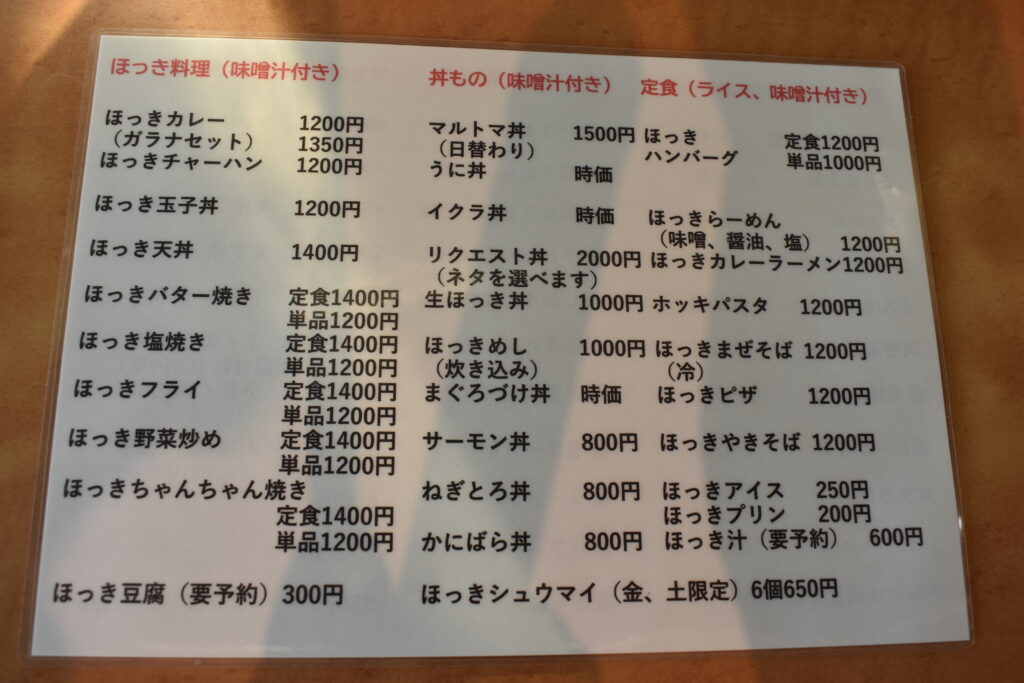 ほっき料理（味噌汁付き）
ほっきカレー 1200円
（ガラナセット） 1350円
ほっきチャーハン 1200円
ほっき玉子丼 1200円
ほっき天丼 1400円
ほっきバター焼き 定食1400円
単品1200円
ほっき塩焼き 定食1400円
単品1200円
ほっきフライ 定食1400円
単品1200円
ほっき野菜炒め 定食1400円
単品1200円
ほっきちゃんちゃん焼き
定食1400円
単品1200円
ほっき豆腐（要予約）300円
丼もの（味噌汁付き）
マルトマ丼 1500円
（日替わり）
うに丼 時価
イクラ丼 時価
リクエスト丼 2000円
（ネタを選べます）
生ほっき丼 1000円
ほっきめし 1000円
（炊き込み）
まぐろづけ丼 時価
サーモン丼 800円
ねぎとろ丼 800円
かにばら丼 800円
ほっきシュウマイ（金、土限定）6個650円
定食（ライス、味噌汁付き）
ほっき 定食1200円
ハンバーグ 単品1000円
ほっきらーめん
（味噌、醤油、塩） 1200円
ほっきカレーラーメン1200円
ホッキパスタ 1200円
ほっきまぜそば 1200円
（冷）
ほっきピザ 1200円
ほっきやきそば 1200円
ほっきアイス 250円
ほっきプリン 200円
ほっき汁（要予約） 600円